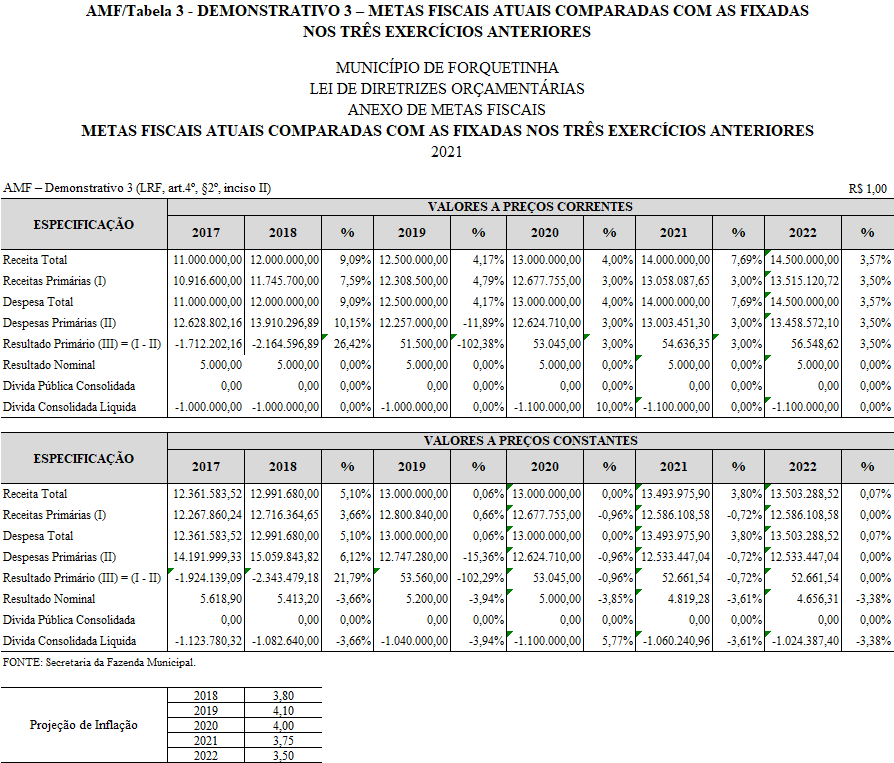 AMF/Tabela 3 - DEMONSTRATIVO 3 – METAS FISCAIS ATUAIS COMPARADAS COM AS FIXADAS
NOS TRÊS EXERCÍCIOS ANTERIORES
MUNICÍPIO DE FORQUETINHA
LEI DE DIRETRIZES ORÇAMENTÁRIAS
ANEXO DE METAS FISCAIS
METAS FISCAIS ATUAIS COMPARADAS COM AS FIXADAS NOS TRÊS EXERCÍCIOS ANTERIORES
2021
AMF – Demonstrativo 3 (LRF, art.4º, §2º, inciso II) R$ 1,00
ESPECIFICAÇÃO VALORES A PREÇOS CORRENTES
2017 2018 % 2019 % 2020 % 2021 % 2022 %
Receita Total 11.000.000,00 12.000.000,00 9,09% 12.500.000,00 4,17% 13.000.000,00 4,00% 14.000.000,00 7,69% 14.500.000,00 3,57%
Receitas Primárias (I) 10.916.600,00 11.745.700,00 7,59% 12.308.500,00 4,79% 12.677.755,00 3,00% 13.058.087,65 3,00% 13.515.120,72 3,50%
Despesa Total 11.000.000,00 12.000.000,00 9,09% 12.500.000,00 4,17% 13.000.000,00 4,00% 14.000.000,00 7,69% 14.500.000,00 3,57%
Despesas Primárias (II) 12.628.802,16 13.910.296,89 10,15% 12.257.000,00 -11,89% 12.624.710,00 3,00% 13.003.451,30 3,00% 13.458.572,10 3,50%
Resultado Primário (III) = (I - II) -1.712.202,16 -2.164.596,89 26,42% 51.500,00 -102,38% 53.045,00 3,00% 54.636,35 3,00% 56.548,62 3,50%
Resultado Nominal 5.000,00 5.000,00 0,00% 5.000,00 0,00% 5.000,00 0,00% 5.000,00 0,00% 5.000,00 0,00%
Dívida Pública Consolidada 0,00 0,00 0,00% 0,00 0,00% 0,00 0,00% 0,00 0,00% 0,00 0,00%
Dívida Consolidada Líquida -1.000.000,00 -1.000.000,00 0,00% -1.000.000,00 0,00% -1.100.000,00 10,00% -1.100.000,00 0,00% -1.100.000,00 0,00%
ESPECIFICAÇÃO VALORES A PREÇOS CONSTANTES
2017 2018 % 2019 % 2020 % 2021 % 2022 %
Receita Total 12.361.583,52 12.991.680,00 5,10% 13.000.000,00 0,06% 13.000.000,00 0,00% 13.493.975,90 3,80% 13.503.288,52 0,07%
Receitas Primárias (I) 12.267.860,24 12.716.364,65 3,66% 12.800.840,00 0,66% 12.677.755,00 -0,96% 12.586.108,58 -0,72% 12.586.108,58 0,00%
Despesa Total 12.361.583,52 12.991.680,00 5,10% 13.000.000,00 0,06% 13.000.000,00 0,00% 13.493.975,90 3,80% 13.503.288,52 0,07%
Despesas Primárias (II) 14.191.999,33 15.059.843,82 6,12% 12.747.280,00 -15,36% 12.624.710,00 -0,96% 12.533.447,04 -0,72% 12.533.447,04 0,00%
Resultado Primário (III) = (I - II) -1.924.139,09 -2.343.479,18 21,79% 53.560,00 -102,29% 53.045,00 -0,96% 52.661,54 -0,72% 52.661,54 0,00%
Resultado Nominal 5.618,90 5.413,20 -3,66% 5.200,00 -3,94% 5.000,00 -3,85% 4.819,28 -3,61% 4.656,31 -3,38%
Dívida Pública Consolidada 0,00 0,00 0,00% 0,00 0,00% 0,00 0,00% 0,00 0,00% 0,00 0,00%
Dívida Consolidada Líquida -1.123.780,32 -1.082.640,00 -3,66% -1.040.000,00 -3,94% -1.100.000,00 5,77% -1.060.240,96 -3,61% -1.024.387,40 -3,38%
FONTE: Secretaria da Fazenda Municipal.
Projeção de Inflação
2018 3,80
2019 4,10
2020 4,00
2021 3,75
2022 3,50